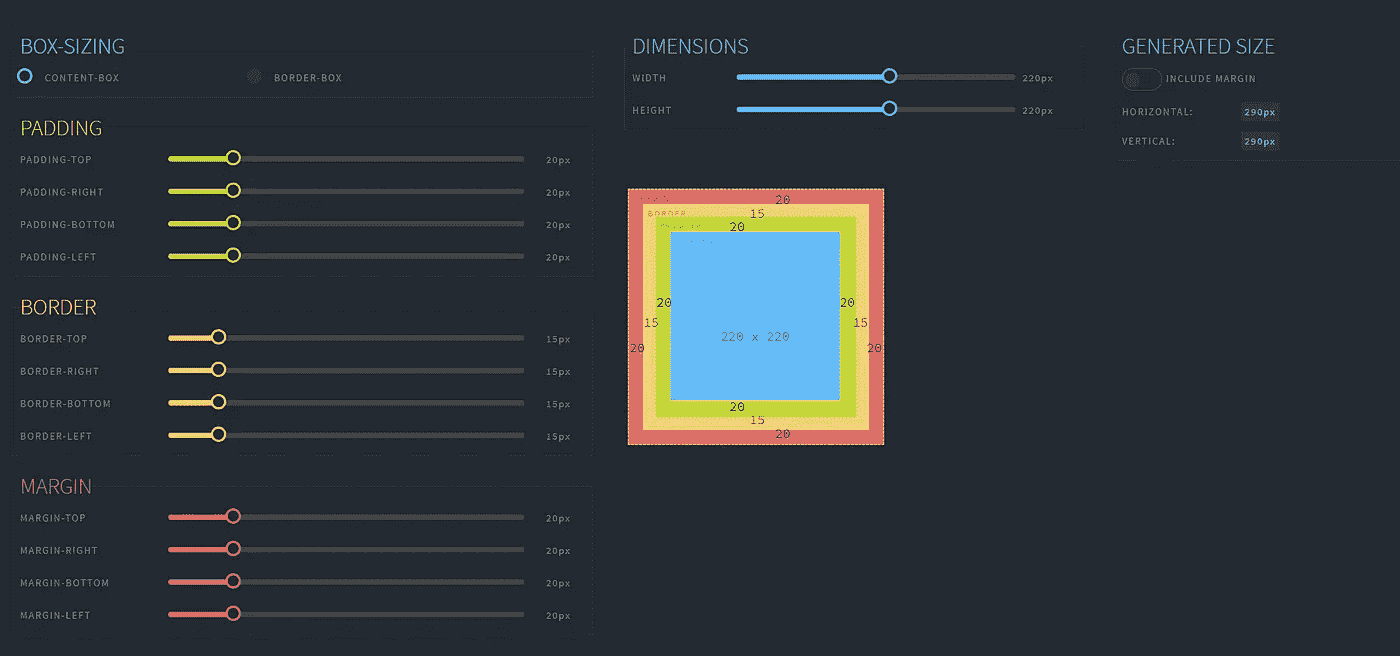 BOX-SIZING
CONTENT-BOX BORDER-BOX
PADDING
PADDING-TOP 20px
PADDING-RIGHT 20px
PADDING-BOTTOM 20px
PADDING-LEFT 20px
BORDER
BORDER-TOP 15px
BORDER-RIGHT 15px
BORDER-BOTTOM 15px
BORDER-LEFT 15px
MARGIN
MARGIN-TOP 20px
MARGIN-RIGHT 20px
MARGIN-BOTTOM 20px
MARGIN-LEFT 20px
DIMENSIONS
WIDTH 220px
HEIGHT 220px
20
BORDER 15
20
20 20
15 15
220 x 220
20 20
20
15
20
GENERATED SIZE
INCLUDE MARGIN
HORIZONTAL: 290px
VERTICAL: 290px